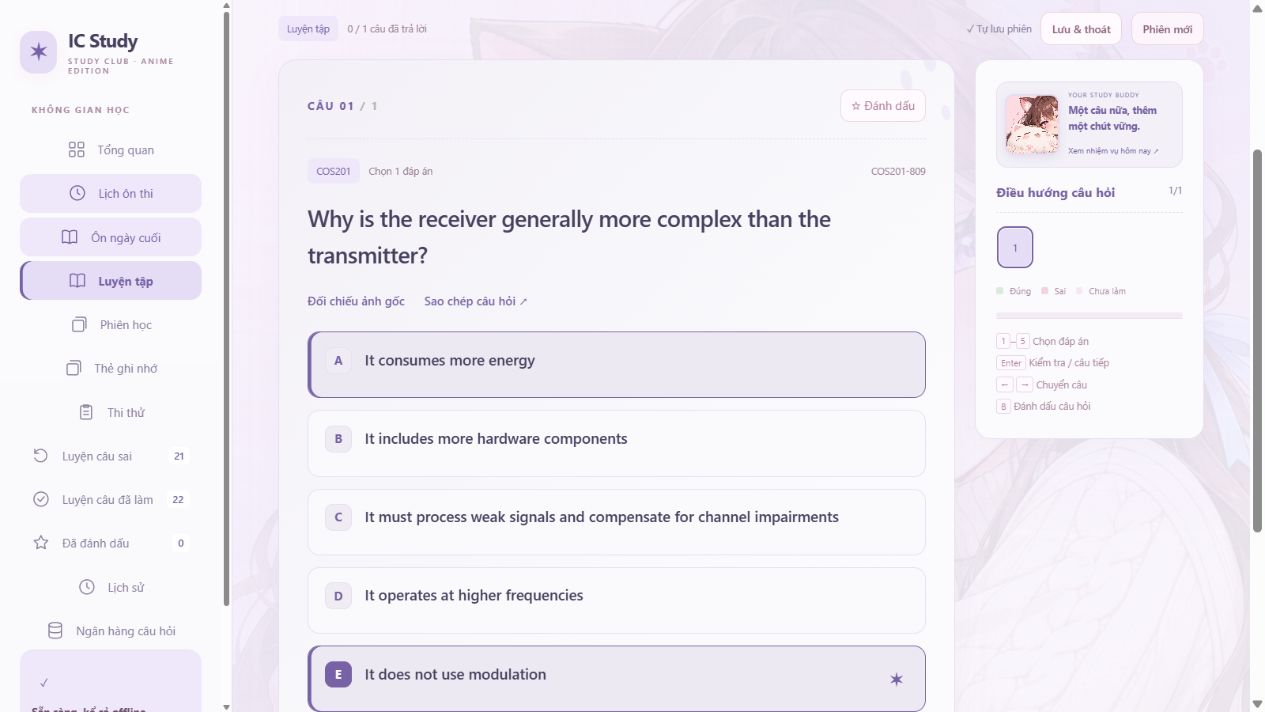 IC Study
STUDY CLUB · ANIME
EDITION
KHÔNG GIAN HỌC
Tổng quan
Lịch ôn thi
Ôn ngày cuối
Luyện tập
Phiên học
Thẻ ghi nhớ
Thi thử
Luyện câu sai 21
Luyện câu đã làm 22
Đã đánh dấu 0
Lịch sử
Ngân hàng câu hỏi
✓
Luyện tập 0 / 1 câu đã trả lời
✓ Tự lưu phiên Lưu & thoát Phiên mới
CÂU 01 / 1
☆ Đánh dấu
COS201 Chọn 1 đáp án COS201-809
Why is the receiver generally more complex than the
transmitter?
Đối chiếu ảnh gốc Sao chép câu hỏi ↗
A It consumes more energy
B It includes more hardware components
C It must process weak signals and compensate for channel impairments
D It operates at higher frequencies
E It does not use modulation
YOUR STUDY BUDDY
Một câu nữa, thêm
một chút vững.
Xem nhiệm vụ hôm nay ↗
Điều hướng câu hỏi 1/1
1
Đúng Sai Chưa làm
1 – 5 Chọn đáp án
Enter Kiểm tra / câu tiếp
← → Chuyển câu
B Đánh dấu câu hỏi